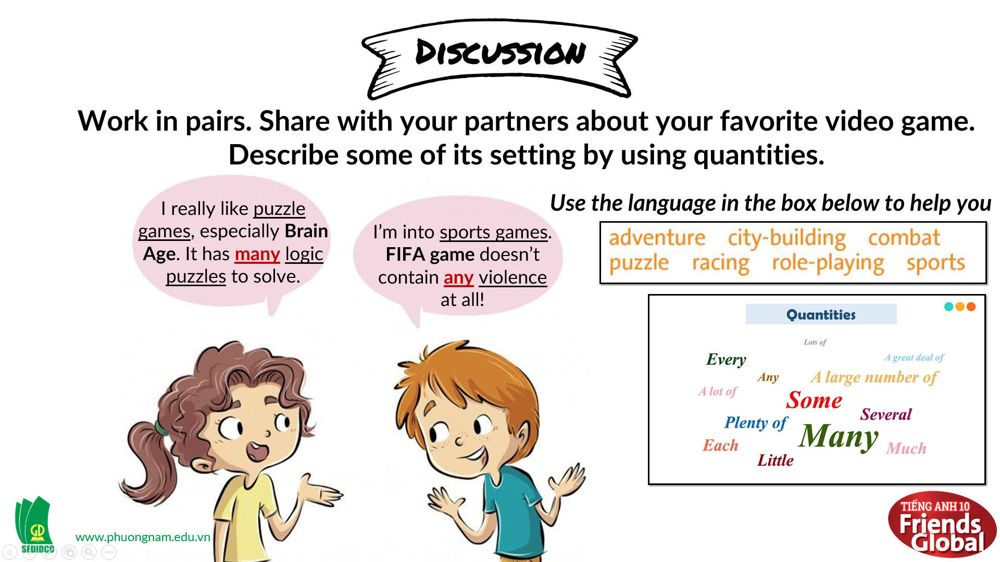 Discussion
Work in pairs. Share with your partners about your favorite video game.
Describe some of its setting by using quantities.
I really like puzzle
games, especially Brain
Age. It has many logic
puzzles to solve.
I’m into sports games.
FIFA game doesn’t
contain any violence
at all!
Use the language in the box below to help you
adventure city-building combat
puzzle racing role-playing sports
Quantities
Lots of
Every
A great deal of
Any
A large number of
A lot of
Some
Several
Plenty of
Many
Each
Much
Little
GD
SEDIDCO
www.phuongnam.edu.vn
TIẾNG ANH 10
Friends
Global